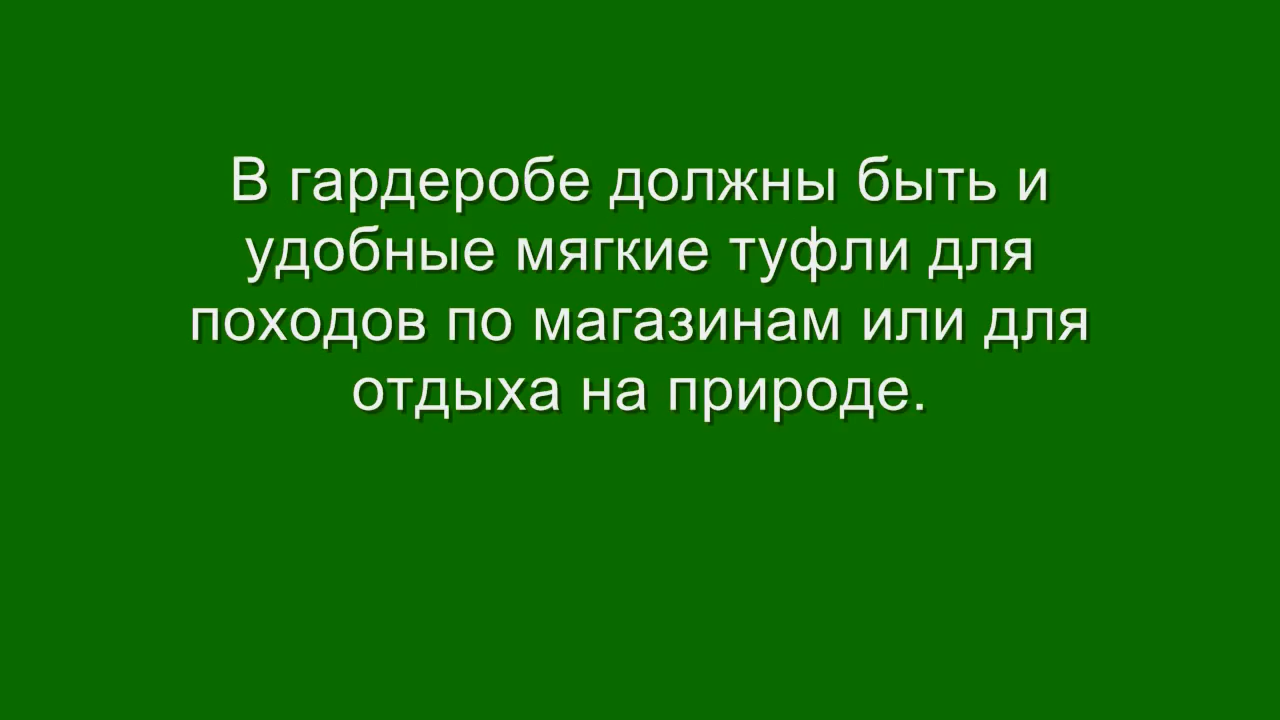 В гардеробе должны быть и
удобные мягкие туфли для
походов по магазинам или для
отдыха на природе.